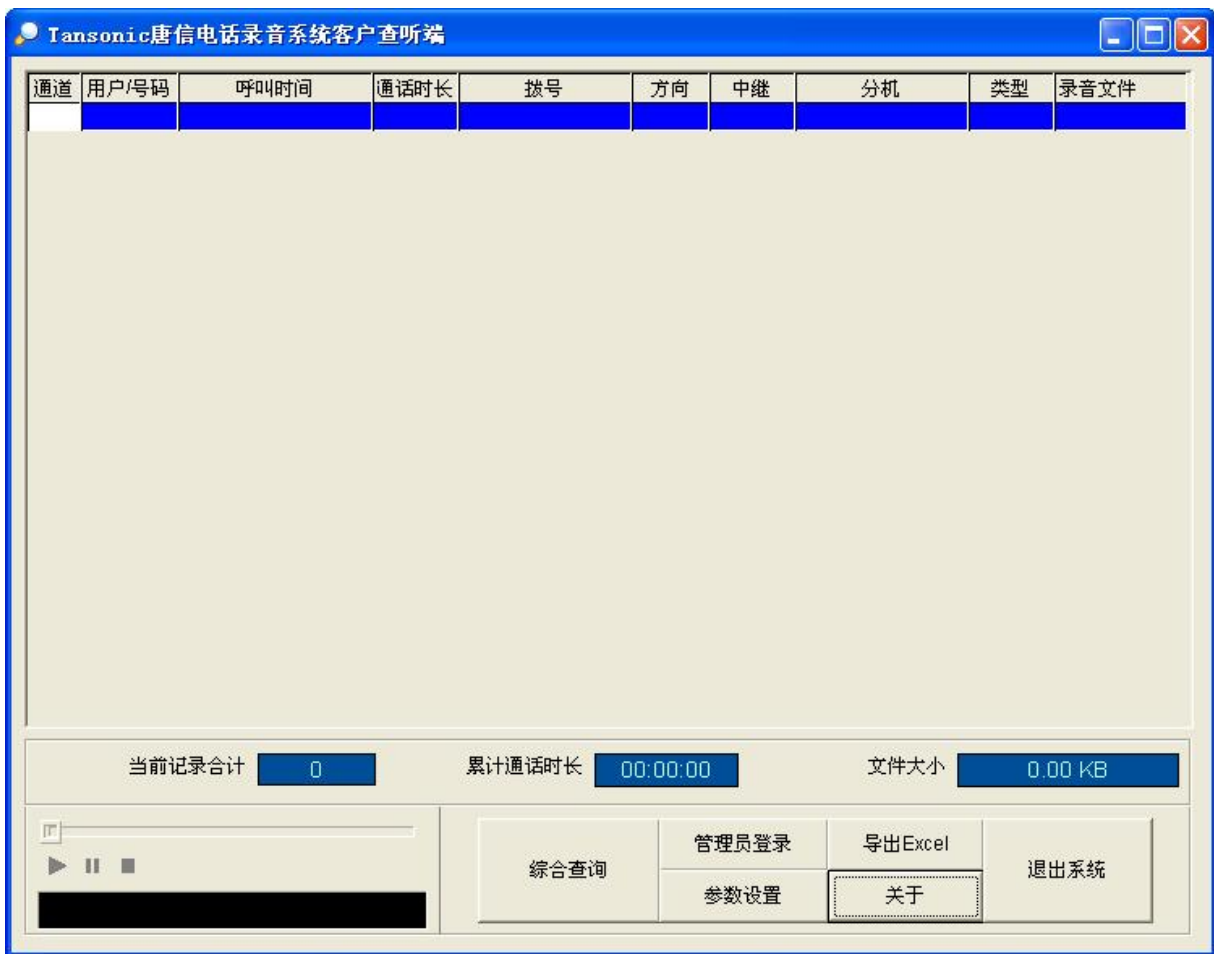 Tansonic唐信电话录音系统客户查听端
通道 用户/号码 呼叫时间 通话时长 拨号 方向 中继 分机 类型 录音文件
当前记录合计 0 累计通话时长 00:00:00 文件大小 0.00 KB
综合查询 管理员登录 导出Excel 退出系统
参数设置 关于